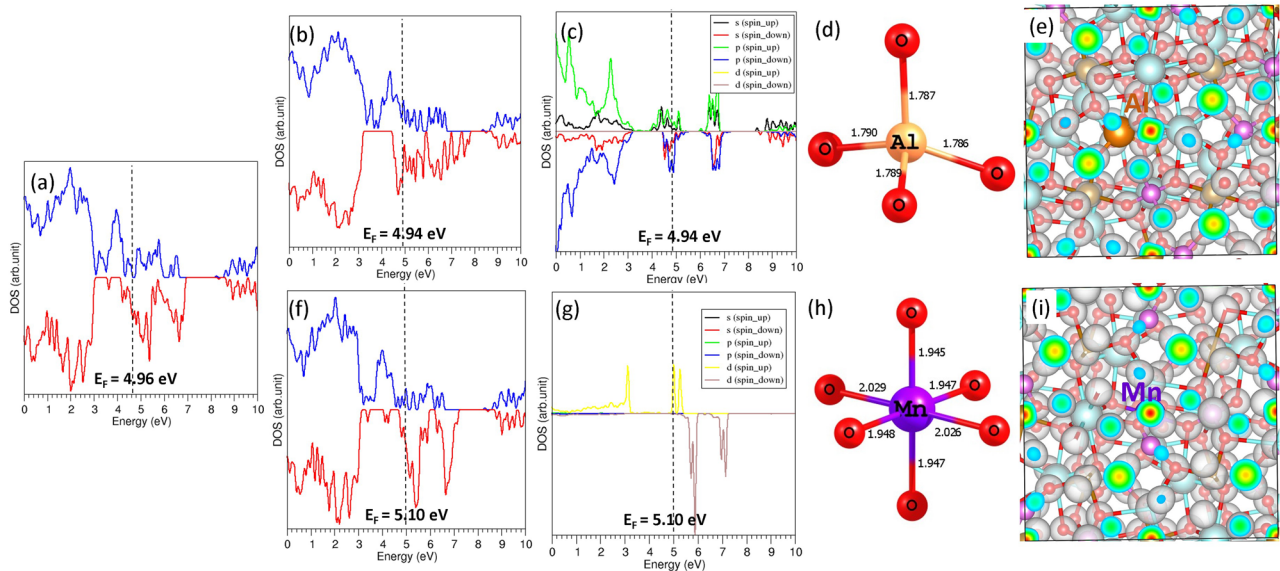 (a)
DOS (arb.unit)
E_F = 4.96 eV
0 1 2 3 4 5 6 7 8 9 10
Energy (eV)
(b)
DOS (arb.unit)
E_F = 4.94 eV
0 1 2 3 4 5 6 7 8 9 10
Energy (eV)
(c)
s (spin_up)
s (spin_down)
p (spin_up)
p (spin_down)
d (spin_up)
d (spin_down)
DOS (arb.unit)
E_F = 4.94 eV
0 1 2 3 4 5 6 7 8 9 10
Energy (eV)
(d)
O
1.787
O
1.790
Al
1.786
1.789
O
O
(e)
Al
(f)
DOS (arb.unit)
E_F = 5.10 eV
0 1 2 3 4 5 6 7 8 9 10
Energy (eV)
(g)
s (spin_up)
s (spin_down)
p (spin_up)
p (spin_down)
d (spin_up)
d (spin_down)
DOS (arb.unit)
E_F = 5.10 eV
0 1 2 3 4 5 6 7 8 9 10
Energy (eV)
(h)
O
1.945
O
2.029
1.947
O
Mn
O
1.948
2.026
O
1.947
O
(i)
Mn